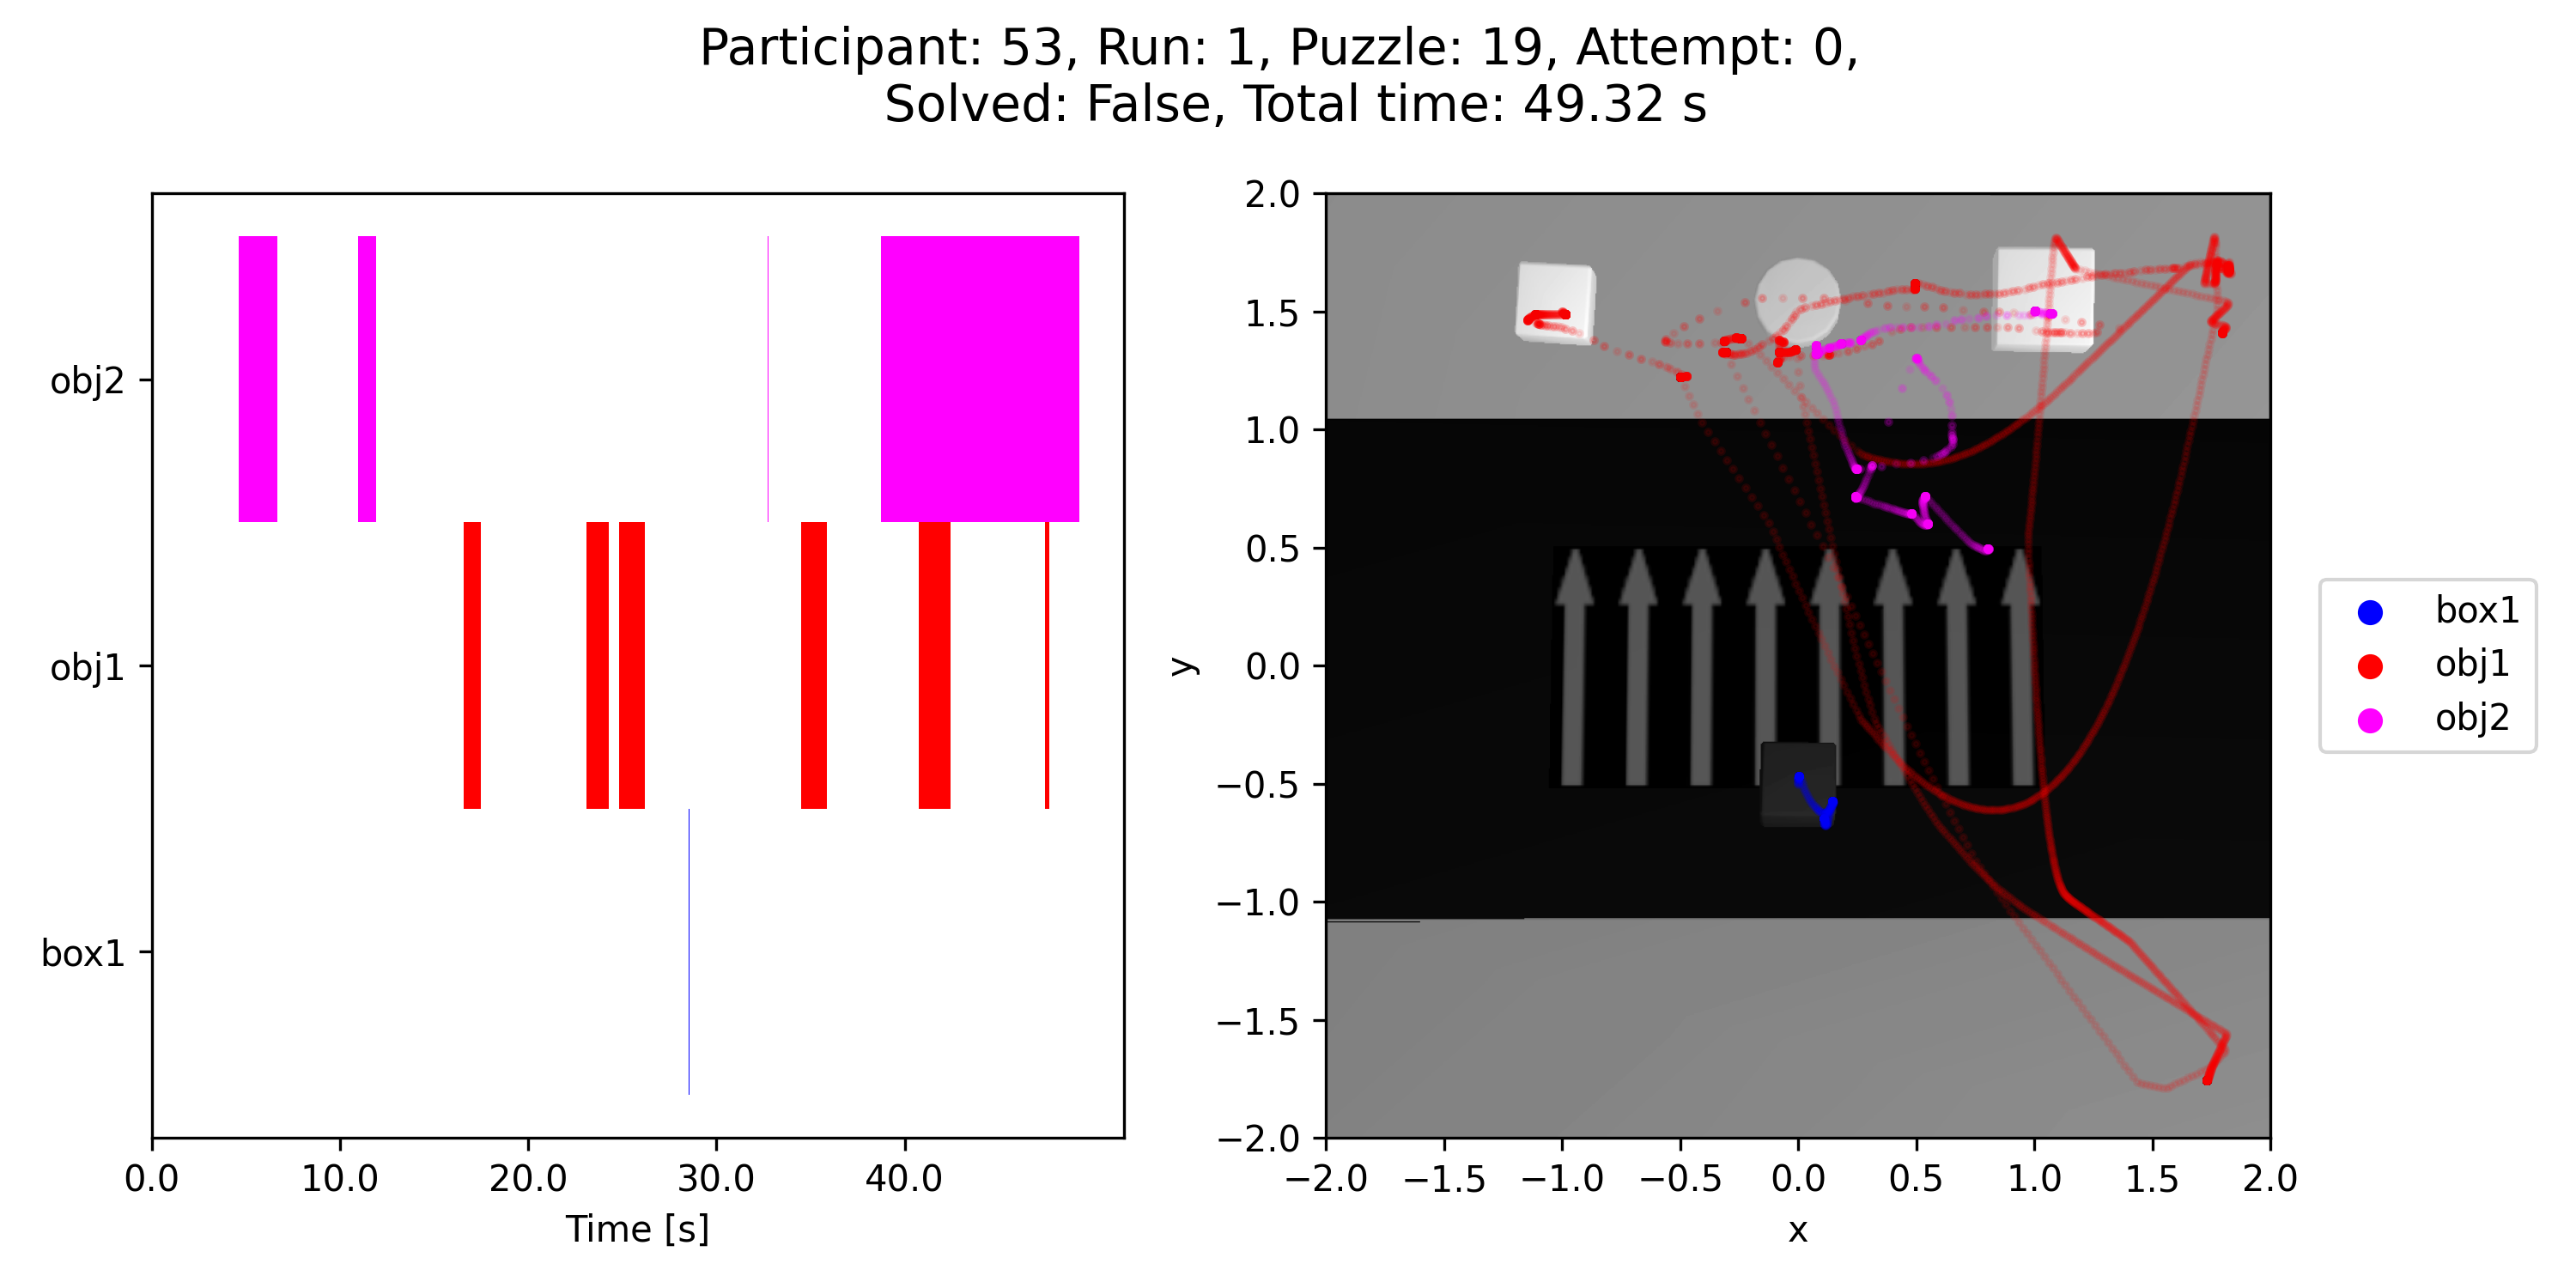 Participant: 53, Run: 1, Puzzle: 19, Attempt: 0,
Solved: False, Total time: 49.32 s
obj2
obj1
box1
0.0 10.0 20.0 30.0 40.0
Time [s]
2.0
1.5
1.0
0.5
0.0
−0.5
−1.0
−1.5
−2.0
y
−2.0 −1.5 −1.0 −0.5 0.0 0.5 1.0 1.5 2.0
x
box1
obj1
obj2